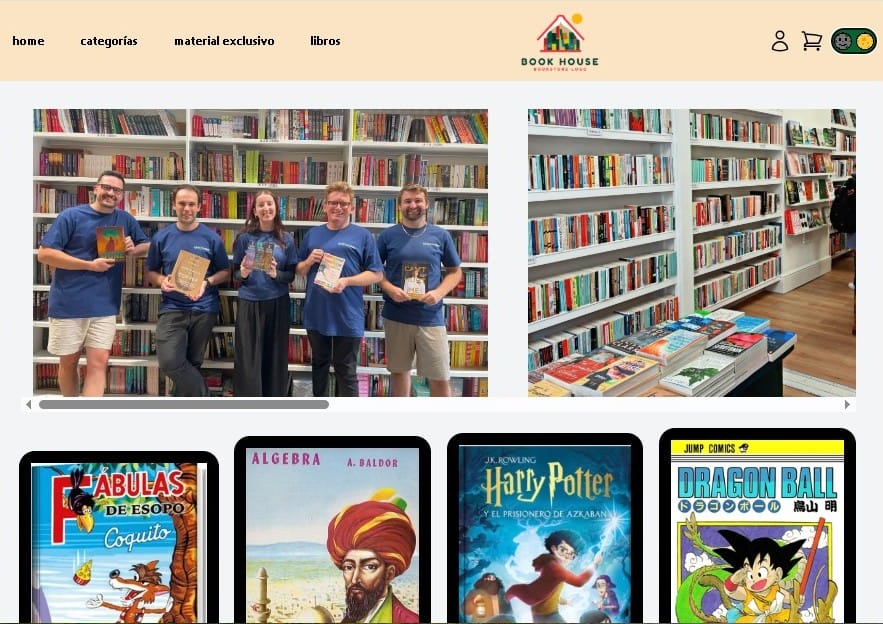 home
categorías
material exclusivo
libros
BOOK HOUSE
BOOKSTORE LOGO
FÁBULAS
DE ESOPO
Coquito
ALGEBRA
A. BALDOR
J.K. ROWLING
Harry Potter
Y EL PRISIONERO DE AZKABAN
JUMP COMICS
DRAGON BALL
ドラゴンボール
鳥山 明